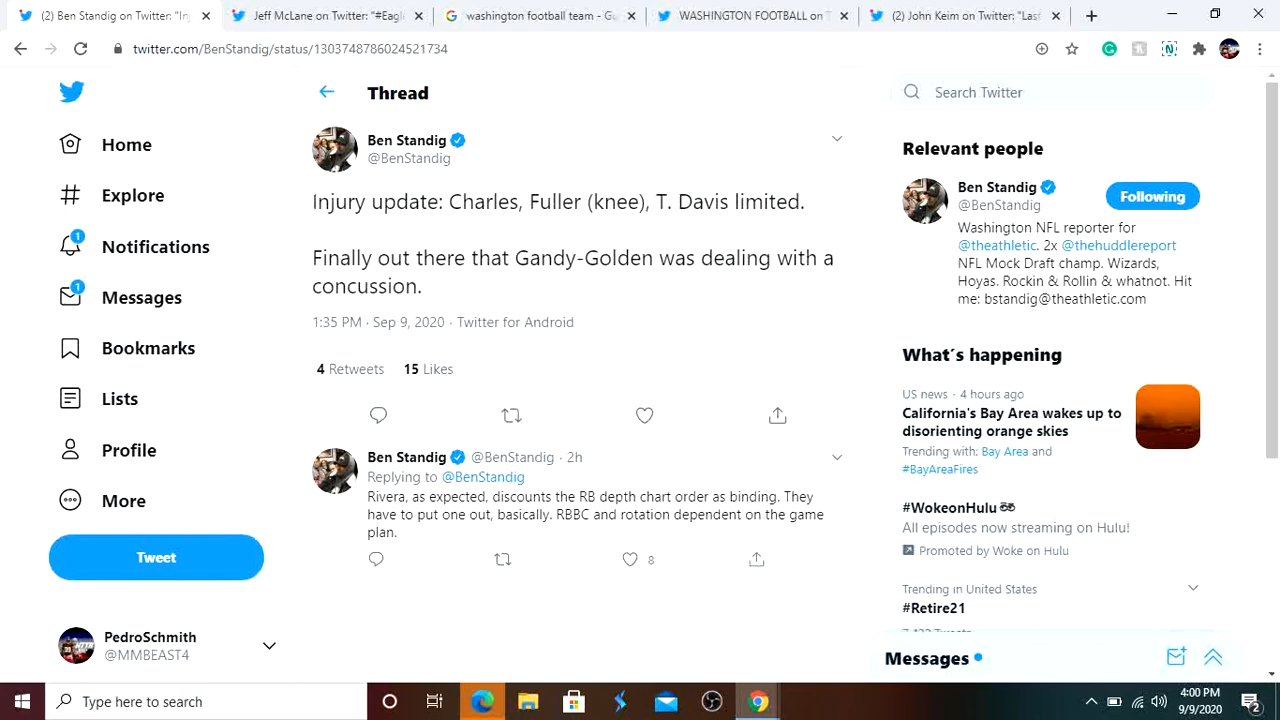 (2) Ben Standig on Twitter: "Inj
Jeff McLane on Twitter: "#Eagle
washington football team - Go
WASHINGTON FOOTBALL on T
(2) John Keim on Twitter: "Last
twitter.com/BenStandig/status/1303748786024521734
Thread
Search Twitter
Home
Explore
1
Notifications
1
Messages
Bookmarks
Lists
Profile
More
Tweet
PedroSchmith
@MMBEAST4
Ben Standig
@BenStandig
Injury update: Charles, Fuller (knee), T. Davis limited.
Finally out there that Gandy-Golden was dealing with a
concussion.
1:35 PM · Sep 9, 2020 · Twitter for Android
4 Retweets 15 Likes
Ben Standig @BenStandig · 2h
Replying to @BenStandig
Rivera, as expected, discounts the RB depth chart order as binding. They
have to put one out, basically. RBBC and rotation dependent on the game
plan.
8
Relevant people
Ben Standig
@BenStandig
Following
Washington NFL reporter for
@theathletic. 2x @thehuddlereport
NFL Mock Draft champ. Wizards,
Hoyas. Rockin & Rollin & whatnot. Hit
me: bstandig@theathletic.com
What's happening
US news · 4 hours ago
California's Bay Area wakes up to
disorienting orange skies
Trending with: Bay Area and
#BayAreaFires
#WokeonHulu
All episodes now streaming on Hulu!
Promoted by Woke on Hulu
Trending in United States
#Retire21
Messages
Type here to search
4:00 PM
9/9/2020
2